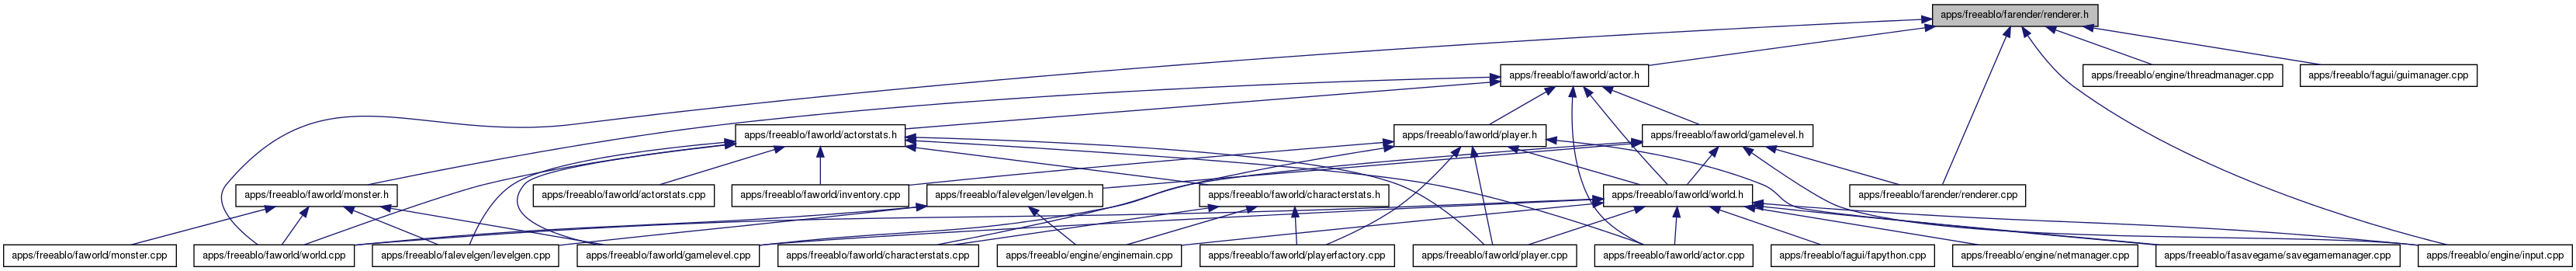 apps/freeablo/farender/renderer.h
apps/freeablo/faworld/actor.h
apps/freeablo/engine/threadmanager.cpp
apps/freeablo/fagui/guimanager.cpp
apps/freeablo/faworld/actorstats.h
apps/freeablo/faworld/player.h
apps/freeablo/faworld/gamelevel.h
apps/freeablo/faworld/monster.h
apps/freeablo/faworld/actorstats.cpp
apps/freeablo/faworld/inventory.cpp
apps/freeablo/falevelgen/levelgen.h
apps/freeablo/faworld/characterstats.h
apps/freeablo/faworld/world.h
apps/freeablo/farender/renderer.cpp
apps/freeablo/faworld/monster.cpp
apps/freeablo/faworld/world.cpp
apps/freeablo/falevelgen/levelgen.cpp
apps/freeablo/faworld/gamelevel.cpp
apps/freeablo/faworld/characterstats.cpp
apps/freeablo/engine/enginemain.cpp
apps/freeablo/faworld/playerfactory.cpp
apps/freeablo/faworld/player.cpp
apps/freeablo/faworld/actor.cpp
apps/freeablo/fagui/fapython.cpp
apps/freeablo/engine/netmanager.cpp
apps/freeablo/fasavegame/savegamemanager.cpp
apps/freeablo/engine/input.cpp